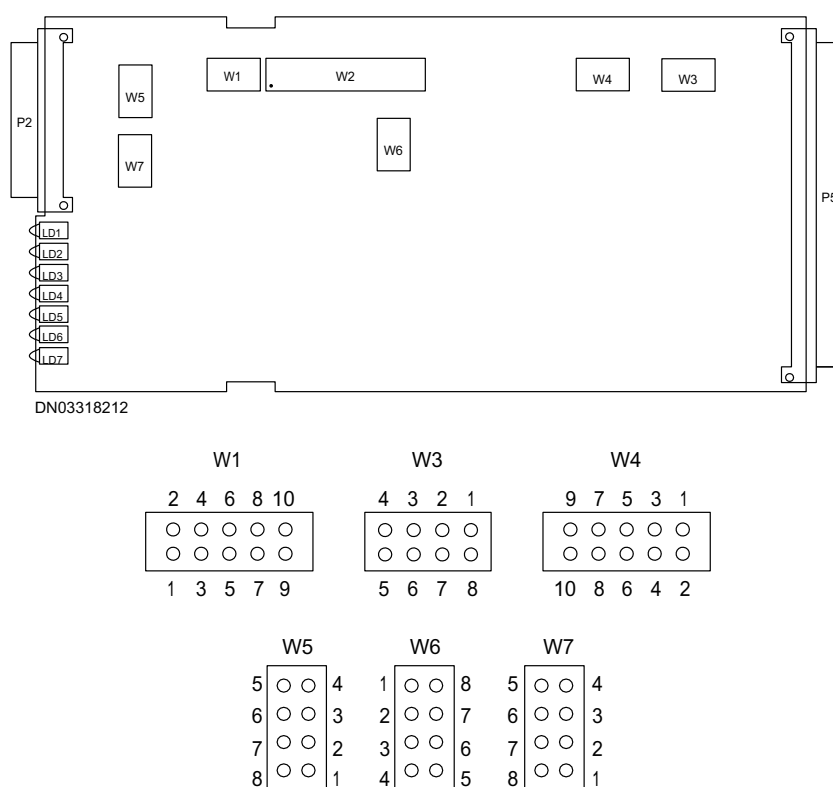 W1 W2 W4 W3
W5
P2
W6
W7
P5
LD1
LD2
LD3
LD4
LD5
LD6
LD7
DN03318212
W1 W3 W4
2 4 6 8 10 4 3 2 1 9 7 5 3 1
1 3 5 7 9 5 6 7 8 10 8 6 4 2
W5 W6 W7
5 4 1 8 5 4
6 3 2 7 6 3
7 2 3 6 7 2
8 1 4 5 8 1